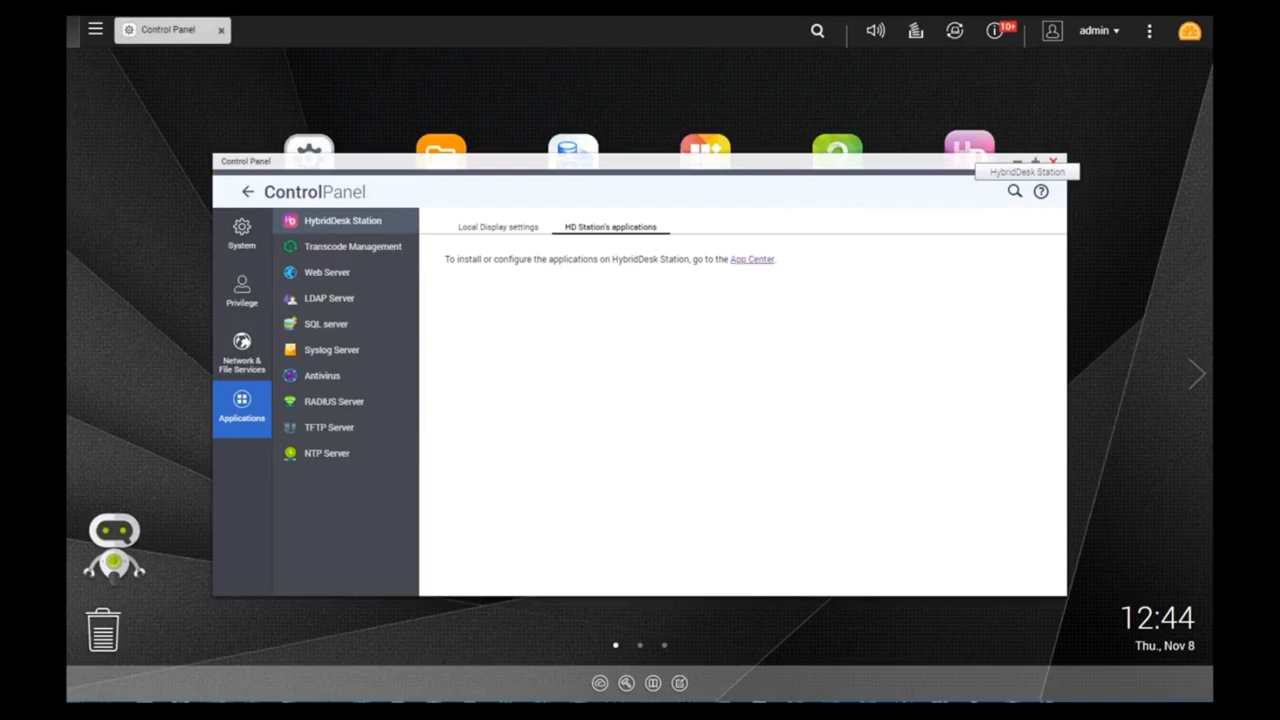 Control Panel
10+
admin
Control Panel
HybridDesk Station
ControlPanel
System
Privilege
Network &
File Services
Applications
HybridDesk Station
Transcode Management
Web Server
LDAP Server
SQL server
Syslog Server
Antivirus
RADIUS Server
TFTP Server
NTP Server
Local Display settings
HD Station's applications
To install or configure the applications on HybridDesk Station, go to the App Center.
12:44
Thu., Nov 8